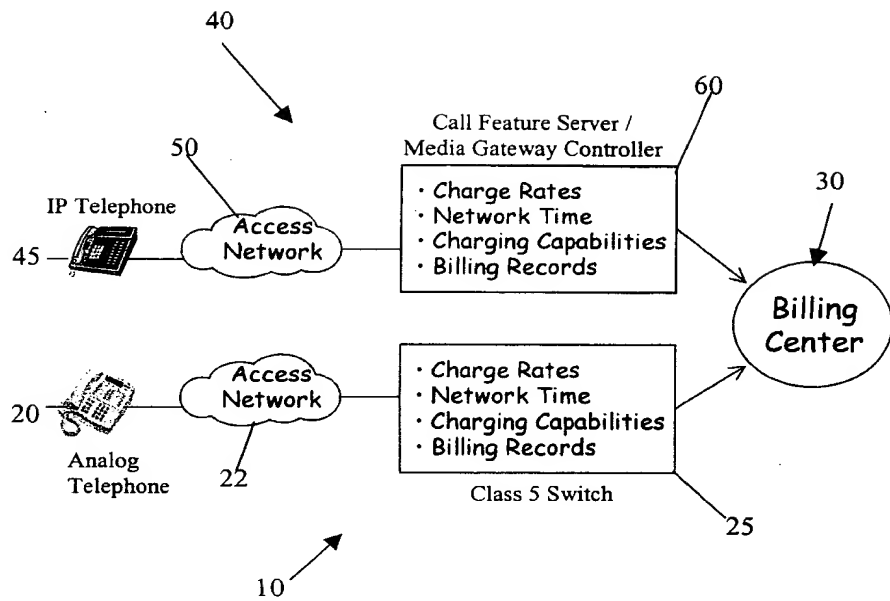 40
60
Call Feature Server /
Media Gateway Controller
50
30
IP Telephone
Access
Network
· Charge Rates
· Network Time
· Charging Capabilities
· Billing Records
45
Billing
Center
Access
Network
· Charge Rates
· Network Time
· Charging Capabilities
· Billing Records
20
Analog
Telephone
22
Class 5 Switch
25
10